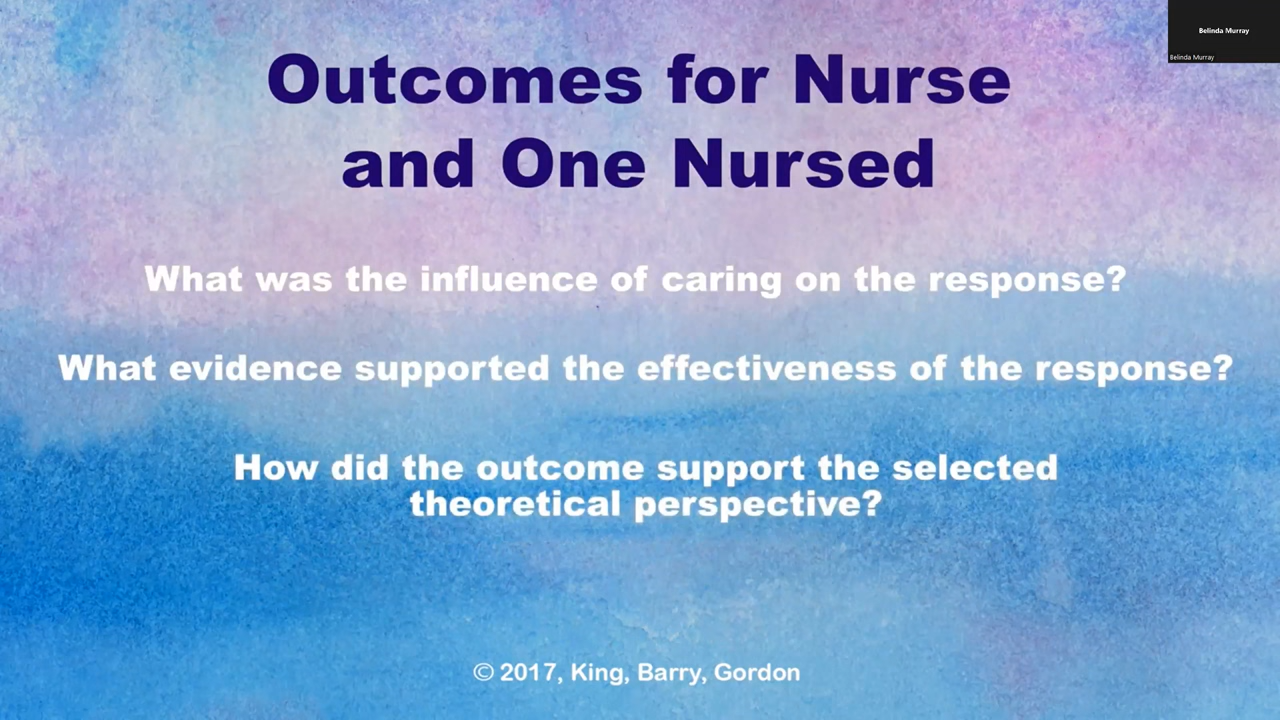 Belinda Murray
Belinda Murray
Outcomes for Nurse
and One Nursed
What was the influence of caring on the response?
What evidence supported the effectiveness of the response?
How did the outcome support the selected
theoretical perspective?
© 2017, King, Barry, Gordon